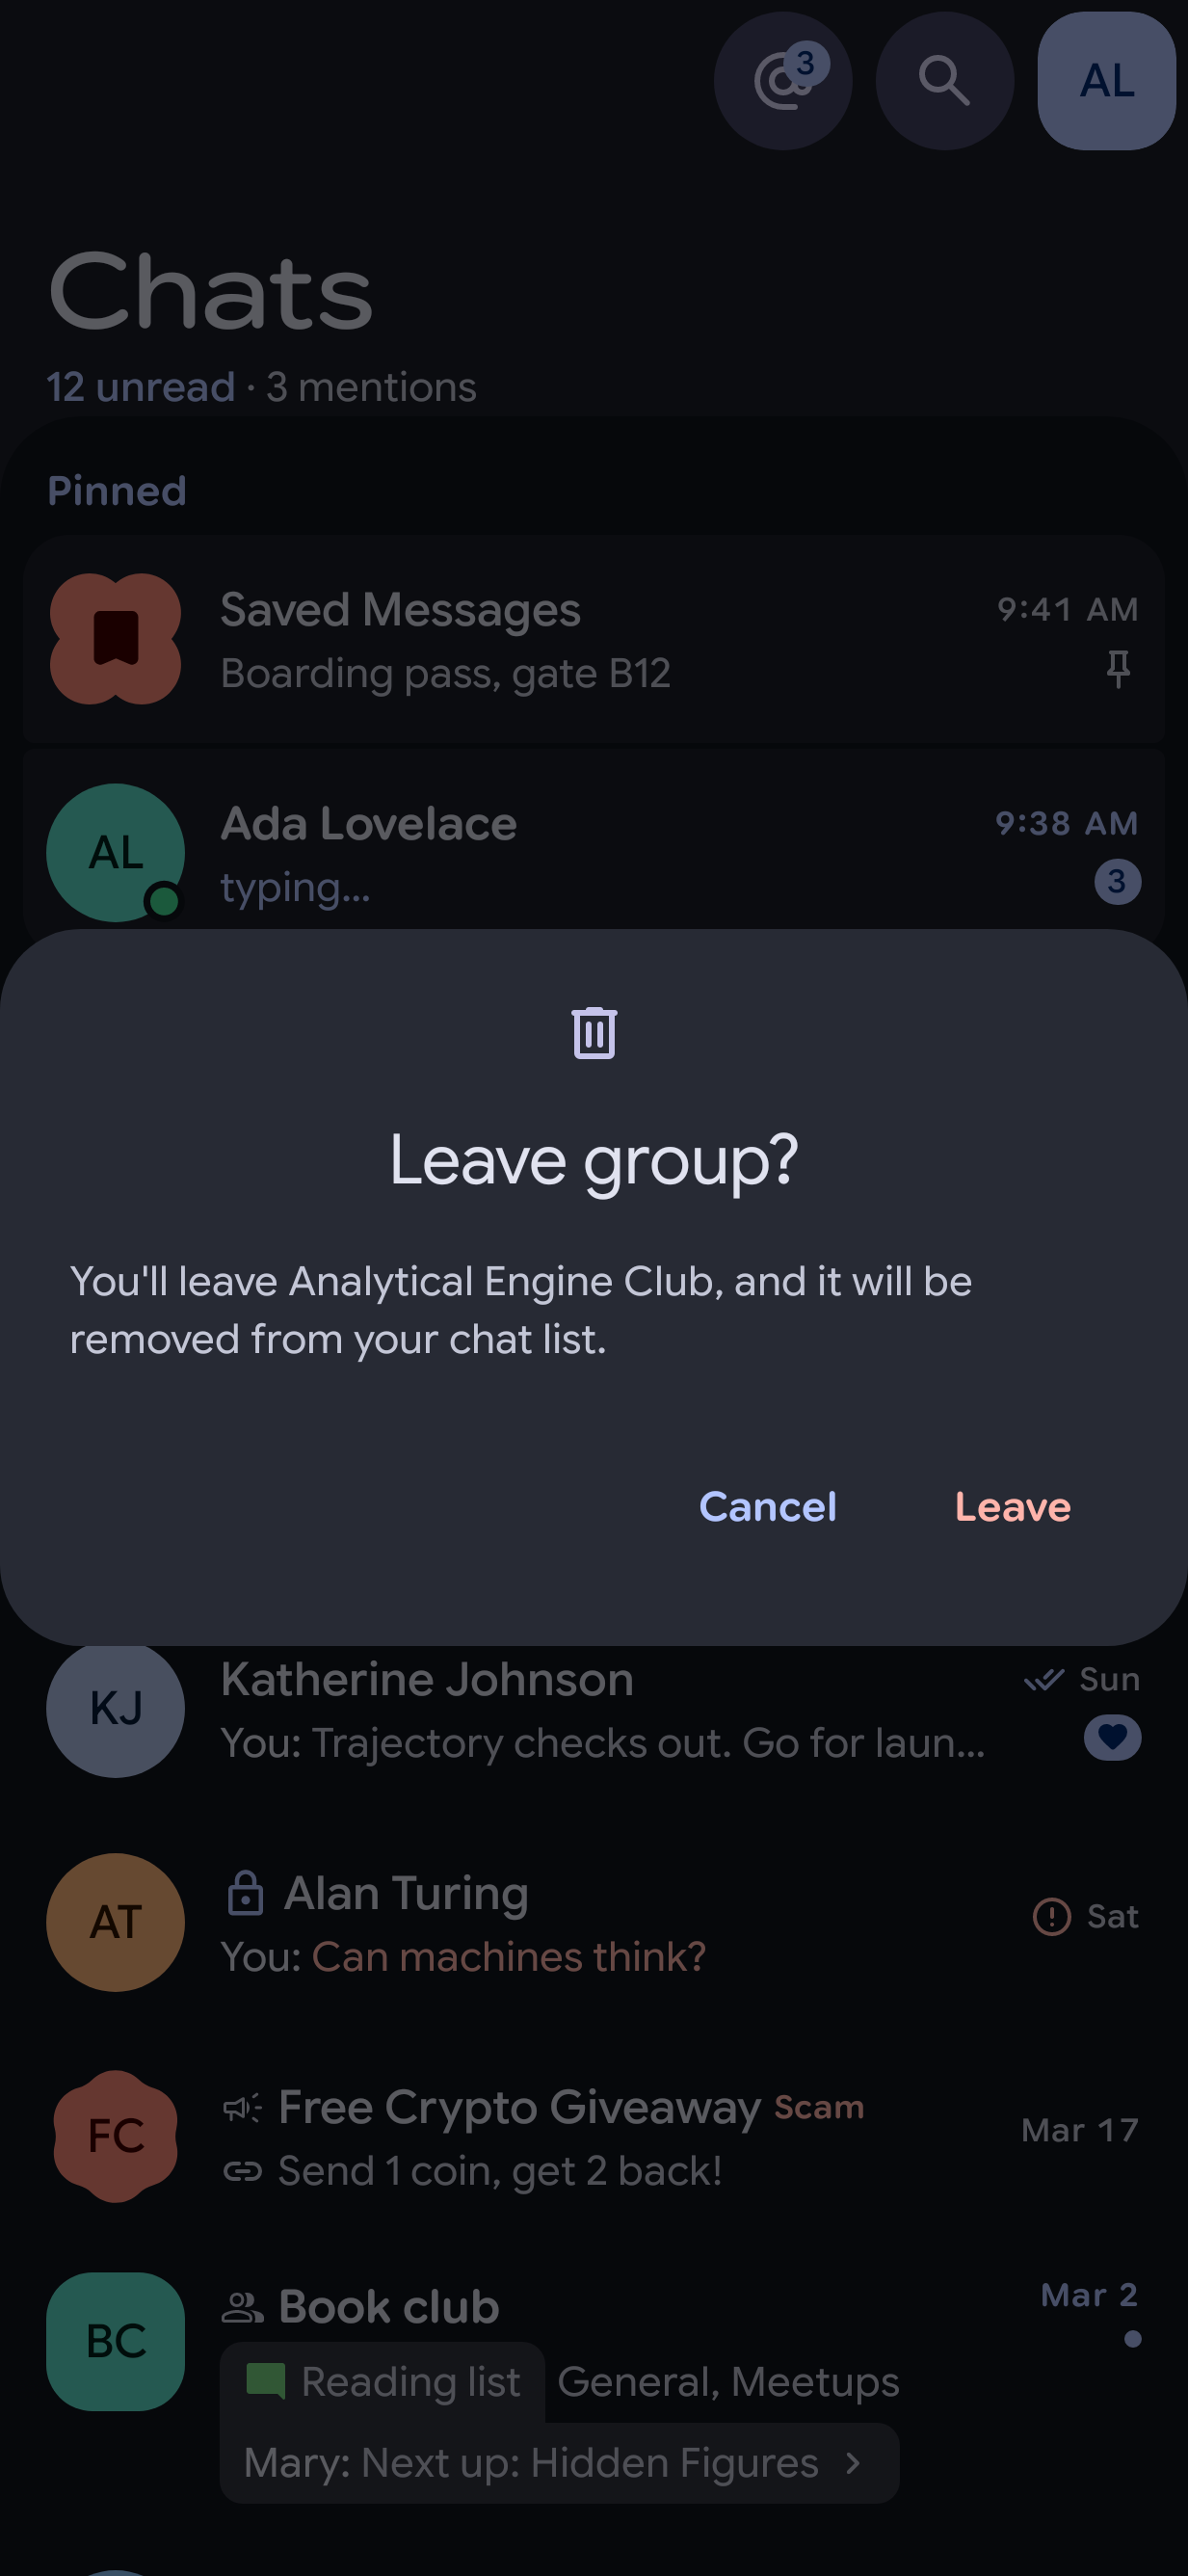 3
AL
Chats
12 unread · 3 mentions
Pinned
Saved Messages
9:41 AM
Boarding pass, gate B12
AL
Ada Lovelace
9:38 AM
typing...
3
Leave group?
You'll leave Analytical Engine Club, and it will be
removed from your chat list.
Cancel
Leave
KJ
Katherine Johnson
Sun
You: Trajectory checks out. Go for laun...
AT
Alan Turing
Sat
You: Can machines think?
FC
Free Crypto Giveaway Scam
Mar 17
Send 1 coin, get 2 back!
BC
Book club
Mar 2
Reading list General, Meetups
Mary: Next up: Hidden Figures